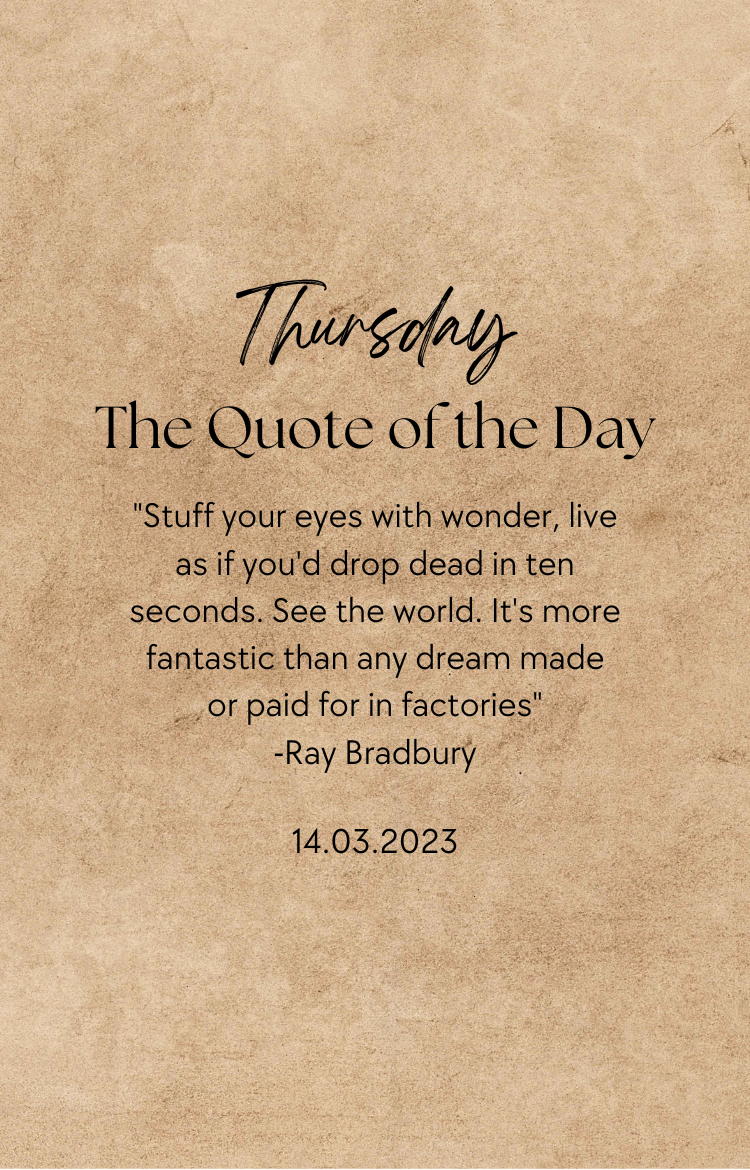 Thursday
The Quote of the Day
"Stuff your eyes with wonder, live
as if you'd drop dead in ten
seconds. See the world. It's more
fantastic than any dream made
or paid for in factories"
-Ray Bradbury
14.03.2023